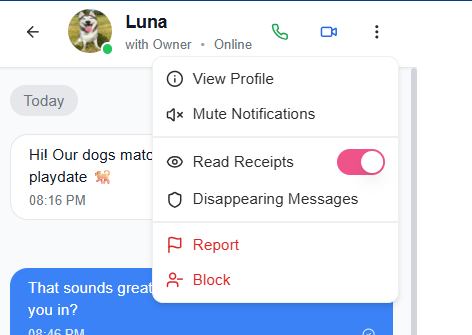 Luna
with Owner • Online
View Profile
Mute Notifications
Read Receipts
Disappearing Messages
Report
Block
Today
Hi! Our dogs matc
playdate 🐕
08:16 PM
That sounds great
you in?
08:46 PM